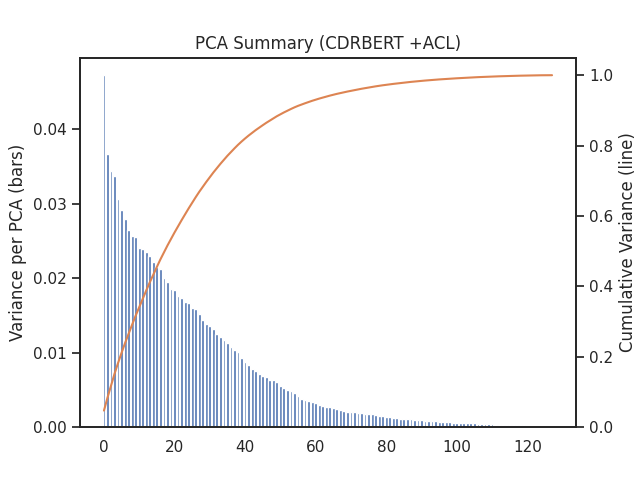 PCA Summary (CDRBERT +ACL)
Variance per PCA (bars)
0.04
0.03
0.02
0.01
0.00
1.0
0.8
0.6
0.4
0.2
0.0
Cumulative Variance (line)
0 20 40 60 80 100 120